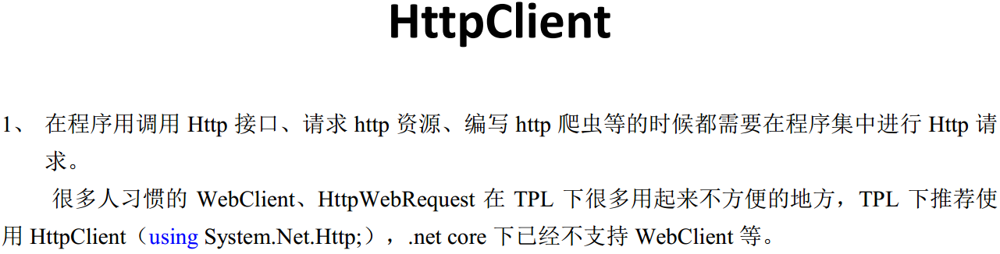 HttpClient
1、 在程序用调用 Http 接口、请求 http 资源、编写 http 爬虫等的时候都需要在程序集中进行 Http 请
求。
很多人习惯的 WebClient、HttpWebRequest 在 TPL 下很多用起来不方便的地方，TPL 下推荐使
用 HttpClient（using System.Net.Http;），.net core 下已经不支持 WebClient 等。